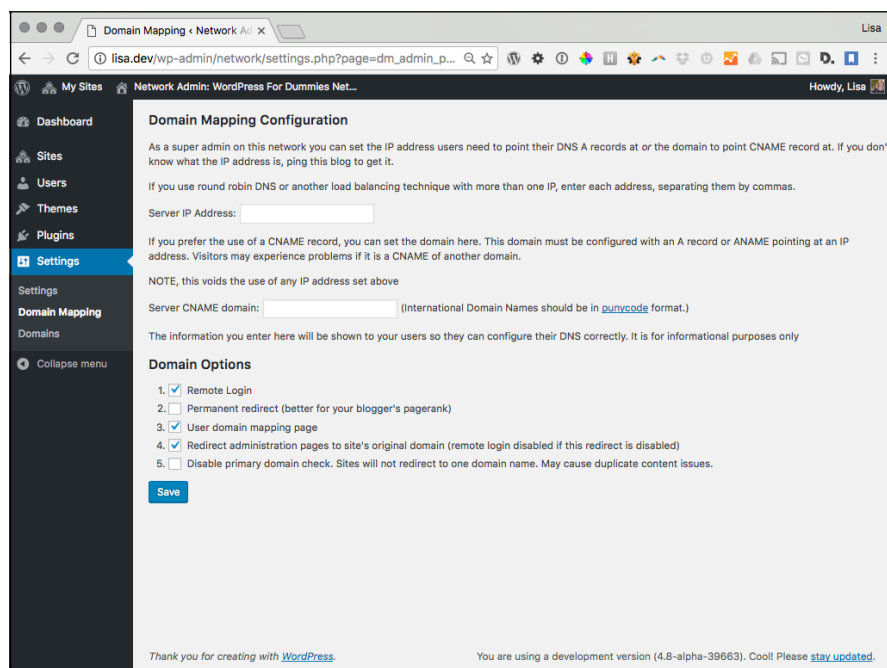 Domain Mapping ‹ Network Ad
Lisa
lisa.dev/wp-admin/network/settings.php?page=dm_admin_p...
My Sites
Network Admin: WordPress For Dummies Net...
Howdy, Lisa
Dashboard
Sites
Users
Themes
Plugins
Settings
Settings
Domain Mapping
Domains
Collapse menu
Domain Mapping Configuration
As a super admin on this network you can set the IP address users need to point their DNS A records at or the domain to point CNAME record at. If you don'
know what the IP address is, ping this blog to get it.
If you use round robin DNS or another load balancing technique with more than one IP, enter each address, separating them by commas.
Server IP Address:
If you prefer the use of a CNAME record, you can set the domain here. This domain must be configured with an A record or ANAME pointing at an IP
address. Visitors may experience problems if it is a CNAME of another domain.
NOTE, this voids the use of any IP address set above
Server CNAME domain: (International Domain Names should be in punycode format.)
The information you enter here will be shown to your users so they can configure their DNS correctly. It is for informational purposes only
Domain Options
1. Remote Login
2. Permanent redirect (better for your blogger's pagerank)
3. User domain mapping page
4. Redirect administration pages to site's original domain (remote login disabled if this redirect is disabled)
5. Disable primary domain check. Sites will not redirect to one domain name. May cause duplicate content issues.
Save
Thank you for creating with WordPress.
You are using a development version (4.8-alpha-39663). Cool! Please stay updated.